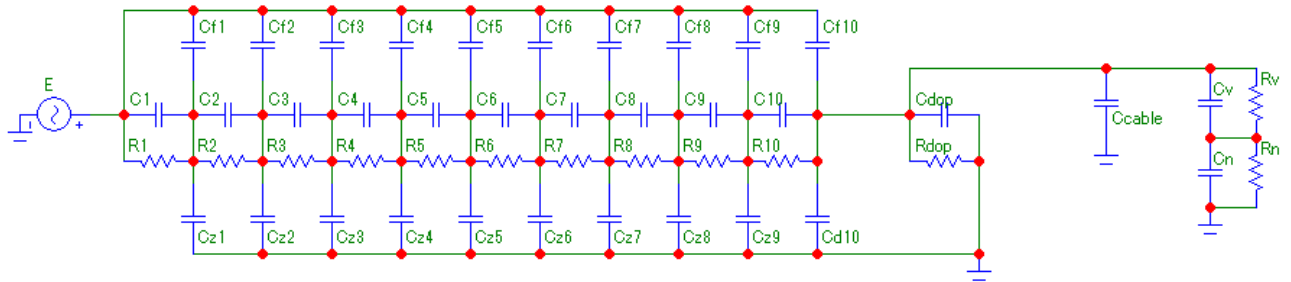 Cf1 Cf2 Cf3 Cf4 Cf5 Cf6 Cf7 Cf8 Cf9 Cf10
E
C1 C2 C3 C4 C5 C6 C7 C8 C9 C10 Cdop
Ccable
Cv Rv
R1 R2 R3 R4 R5 R6 R7 R8 R9 R10 Rdop
Cn Rn
Cz1 Cz2 Cz3 Cz4 Cz5 Cz6 Cz7 Cz8 Cz9 Cd10